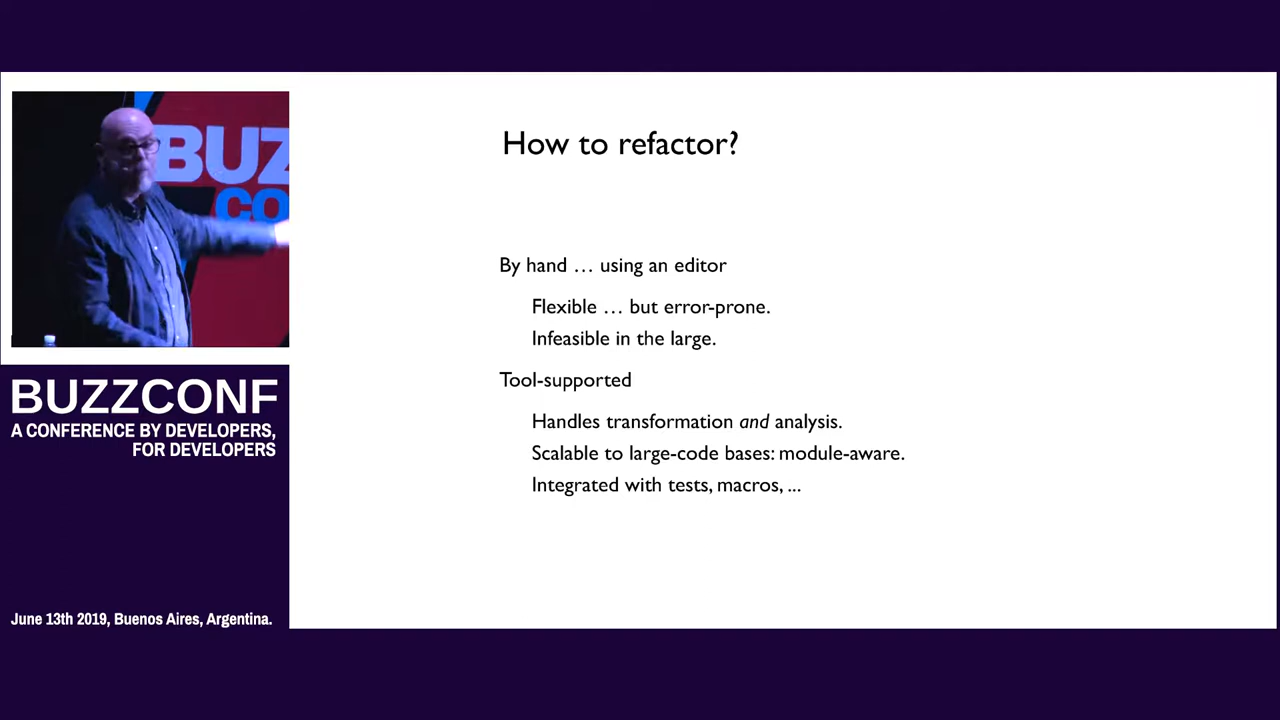 BUZ
CO
How to refactor?
By hand … using an editor
Flexible … but error-prone.
Infeasible in the large.
Tool-supported
Handles transformation and analysis.
Scalable to large-code bases: module-aware.
Integrated with tests, macros, ...
BUZZCONF
A CONFERENCE BY DEVELOPERS,
FOR DEVELOPERS
June 13th 2019, Buenos Aires, Argentina.